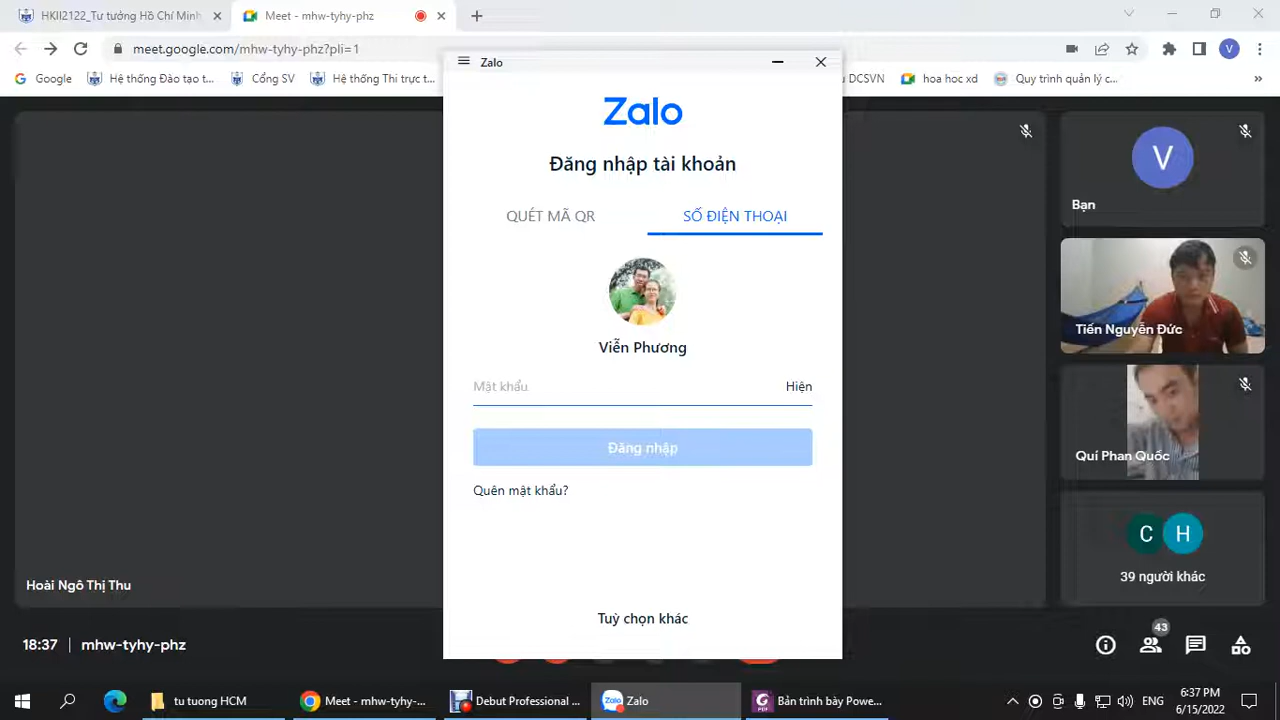 HKII2122_Tư tưởng Hồ Chí Minh
Meet - mhw-tyhy-phz
meet.google.com/mhw-tyhy-phz?pli=1
V
Google
Hệ thống Đào tạo t...
Cổng SV
Hệ thống Thi trực t...
DCSVN
hoa hoc xd
Quy trình quản lý c...
»
Zalo
Zalo
Đăng nhập tài khoản
QUÉT MÃ QR
SỐ ĐIỆN THOẠI
Viễn Phương
Mật khẩu
Hiện
Đăng nhập
Quên mật khẩu?
Tuỳ chọn khác
V
Bạn
Tiến Nguyễn Đức
Quí Phan Quốc
C
H
39 người khác
Hoài Ngô Thị Thu
18:37
mhw-tyhy-phz
43
tu tuong HCM
Meet - mhw-tyhy-...
Debut Professional ...
Zalo
PDF
Bản trình bày Powe...
ENG
6:37 PM
6/15/2022